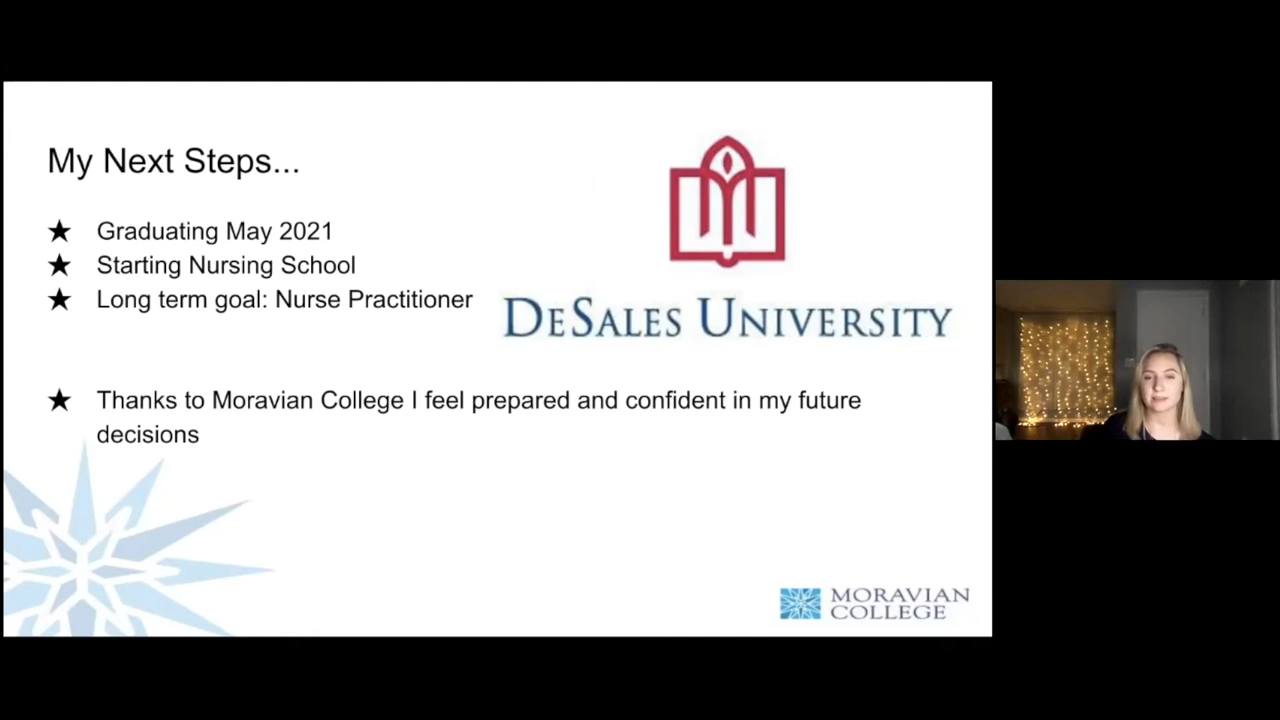 My Next Steps...
★ Graduating May 2021
★ Starting Nursing School
★ Long term goal: Nurse Practitioner
DESALES UNIVERSITY
★ Thanks to Moravian College I feel prepared and confident in my future
decisions
MORAVIAN
COLLEGE